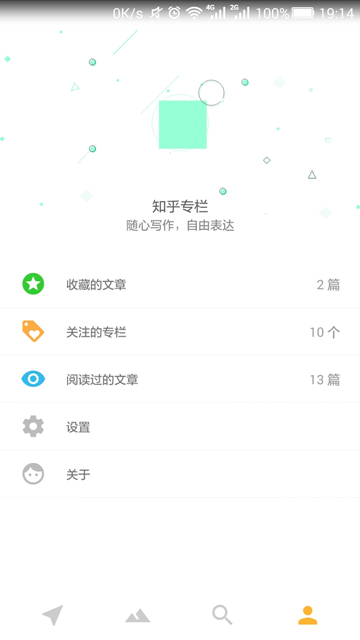 0K/s 4G 2G 100% 19:14
知乎专栏
随心写作，自由表达
收藏的文章 2 篇
关注的专栏 10 个
阅读过的文章 13 篇
设置
关于